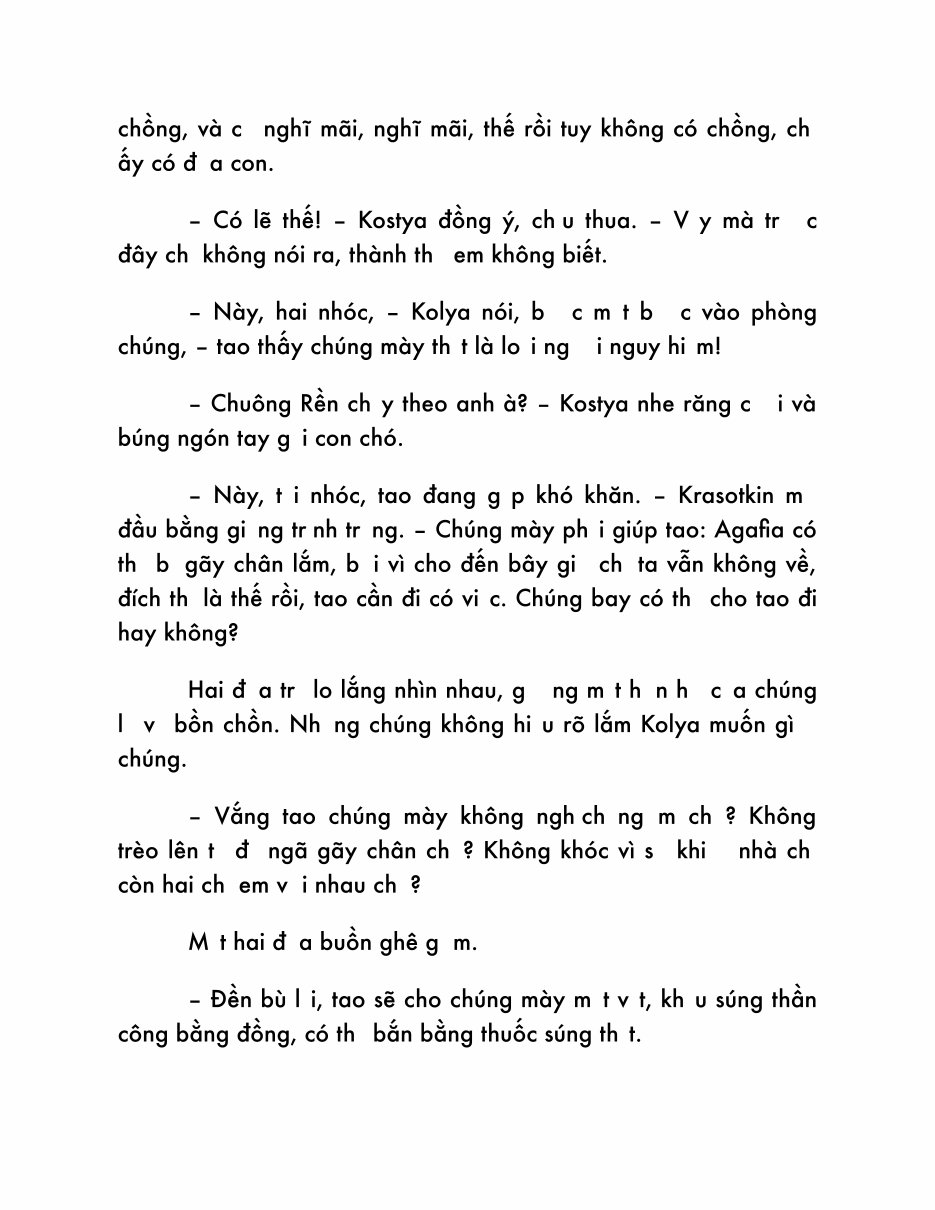 chồng, và c nghĩ mãi, nghĩ mãi, thế rồi tuy không có chồng, ch
ấy có đ a con.
– Có lẽ thế! – Kostya đồng ý, ch u thua. – V y mà tr c
đây ch không nói ra, thành th em không biết.
– Này, hai nhóc, – Kolya nói, b c m t b c vào phòng
chúng, – tao thấy chúng mày th t là lo i ng i nguy hi m!
– Chuông Rền ch y theo anh à? – Kostya nhe răng c i và
búng ngón tay g i con chó.
– Này, t i nhóc, tao đang g p khó khăn. – Krasotkin m
đầu bằng gi ng tr nh tr ng. – Chúng mày ph i giúp tao: Agafia có
th b gãy chân lắm, b i vì cho đến bây gi ch ta vẫn không về,
đích th là thế rồi, tao cần đi có vi c. Chúng bay có th cho tao đi
hay không?
Hai đ a tr lo lắng nhìn nhau, g ng m t h n h c a chúng
l v bồn chồn. Nh ng chúng không hi u rõ lắm Kolya muốn gì
chúng.
– Vắng tao chúng mày không ngh ch ng m ch ? Không
trèo lên t đ ngã gãy chân ch ? Không khóc vì s khi nhà ch
còn hai ch em v i nhau ch ?
M t hai đ a buồn ghê g m.
– Đền bù l i, tao sẽ cho chúng mày m t v t, kh u súng thần
công bằng đồng, có th bắn bằng thuốc súng th t.